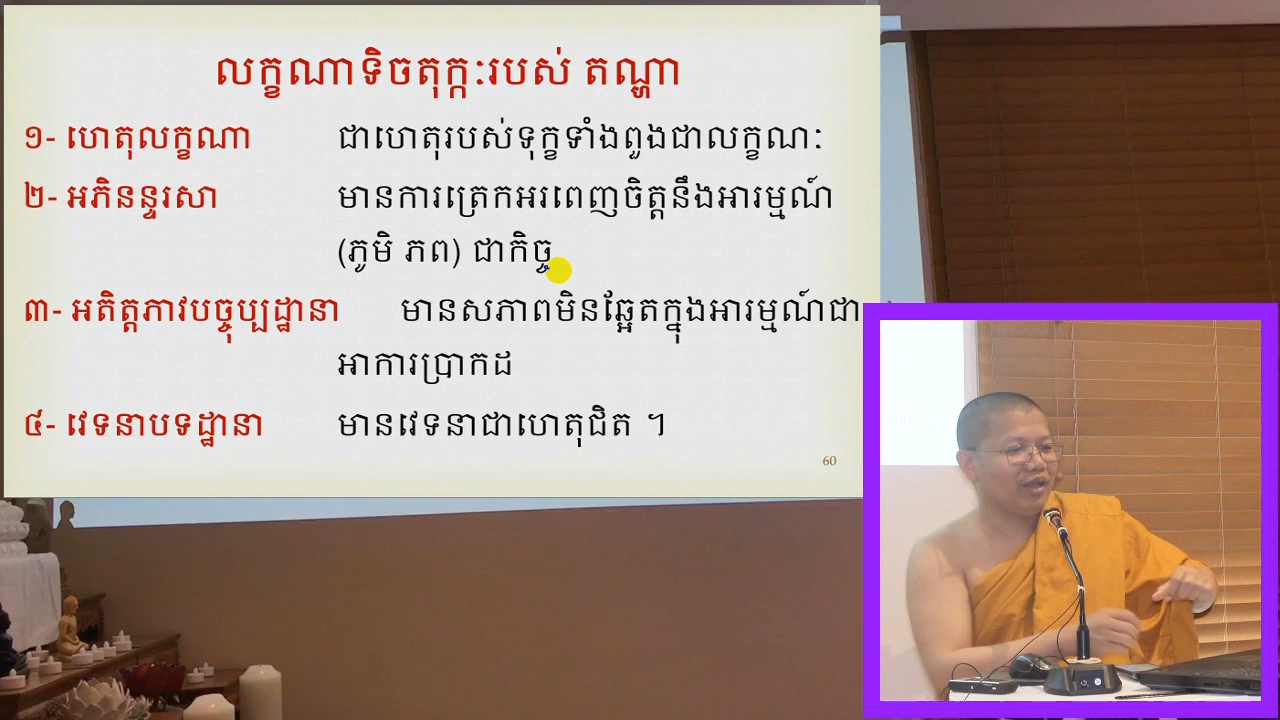 លក្ខណាទិចតុក្កៈរបស់ តណ្ហា
១- ហេតុលក្ខណា ជាហេតុរបស់ទុក្ខទាំងពួងជាលក្ខណៈ
២- អភិនន្ទរសា មានការត្រេកអរពេញចិត្តនឹងអារម្មណ៍
(ភូមិ ភព) ជាកិច្ច
៣- អតិត្តភាវបច្ចុប្បដ្ឋានា មានសភាពមិនឆ្អែតក្នុងអារម្មណ៍ជា
អាការប្រាកដ
៤- វេទនាបទដ្ឋានា មានវេទនាជាហេតុជិត ។
60